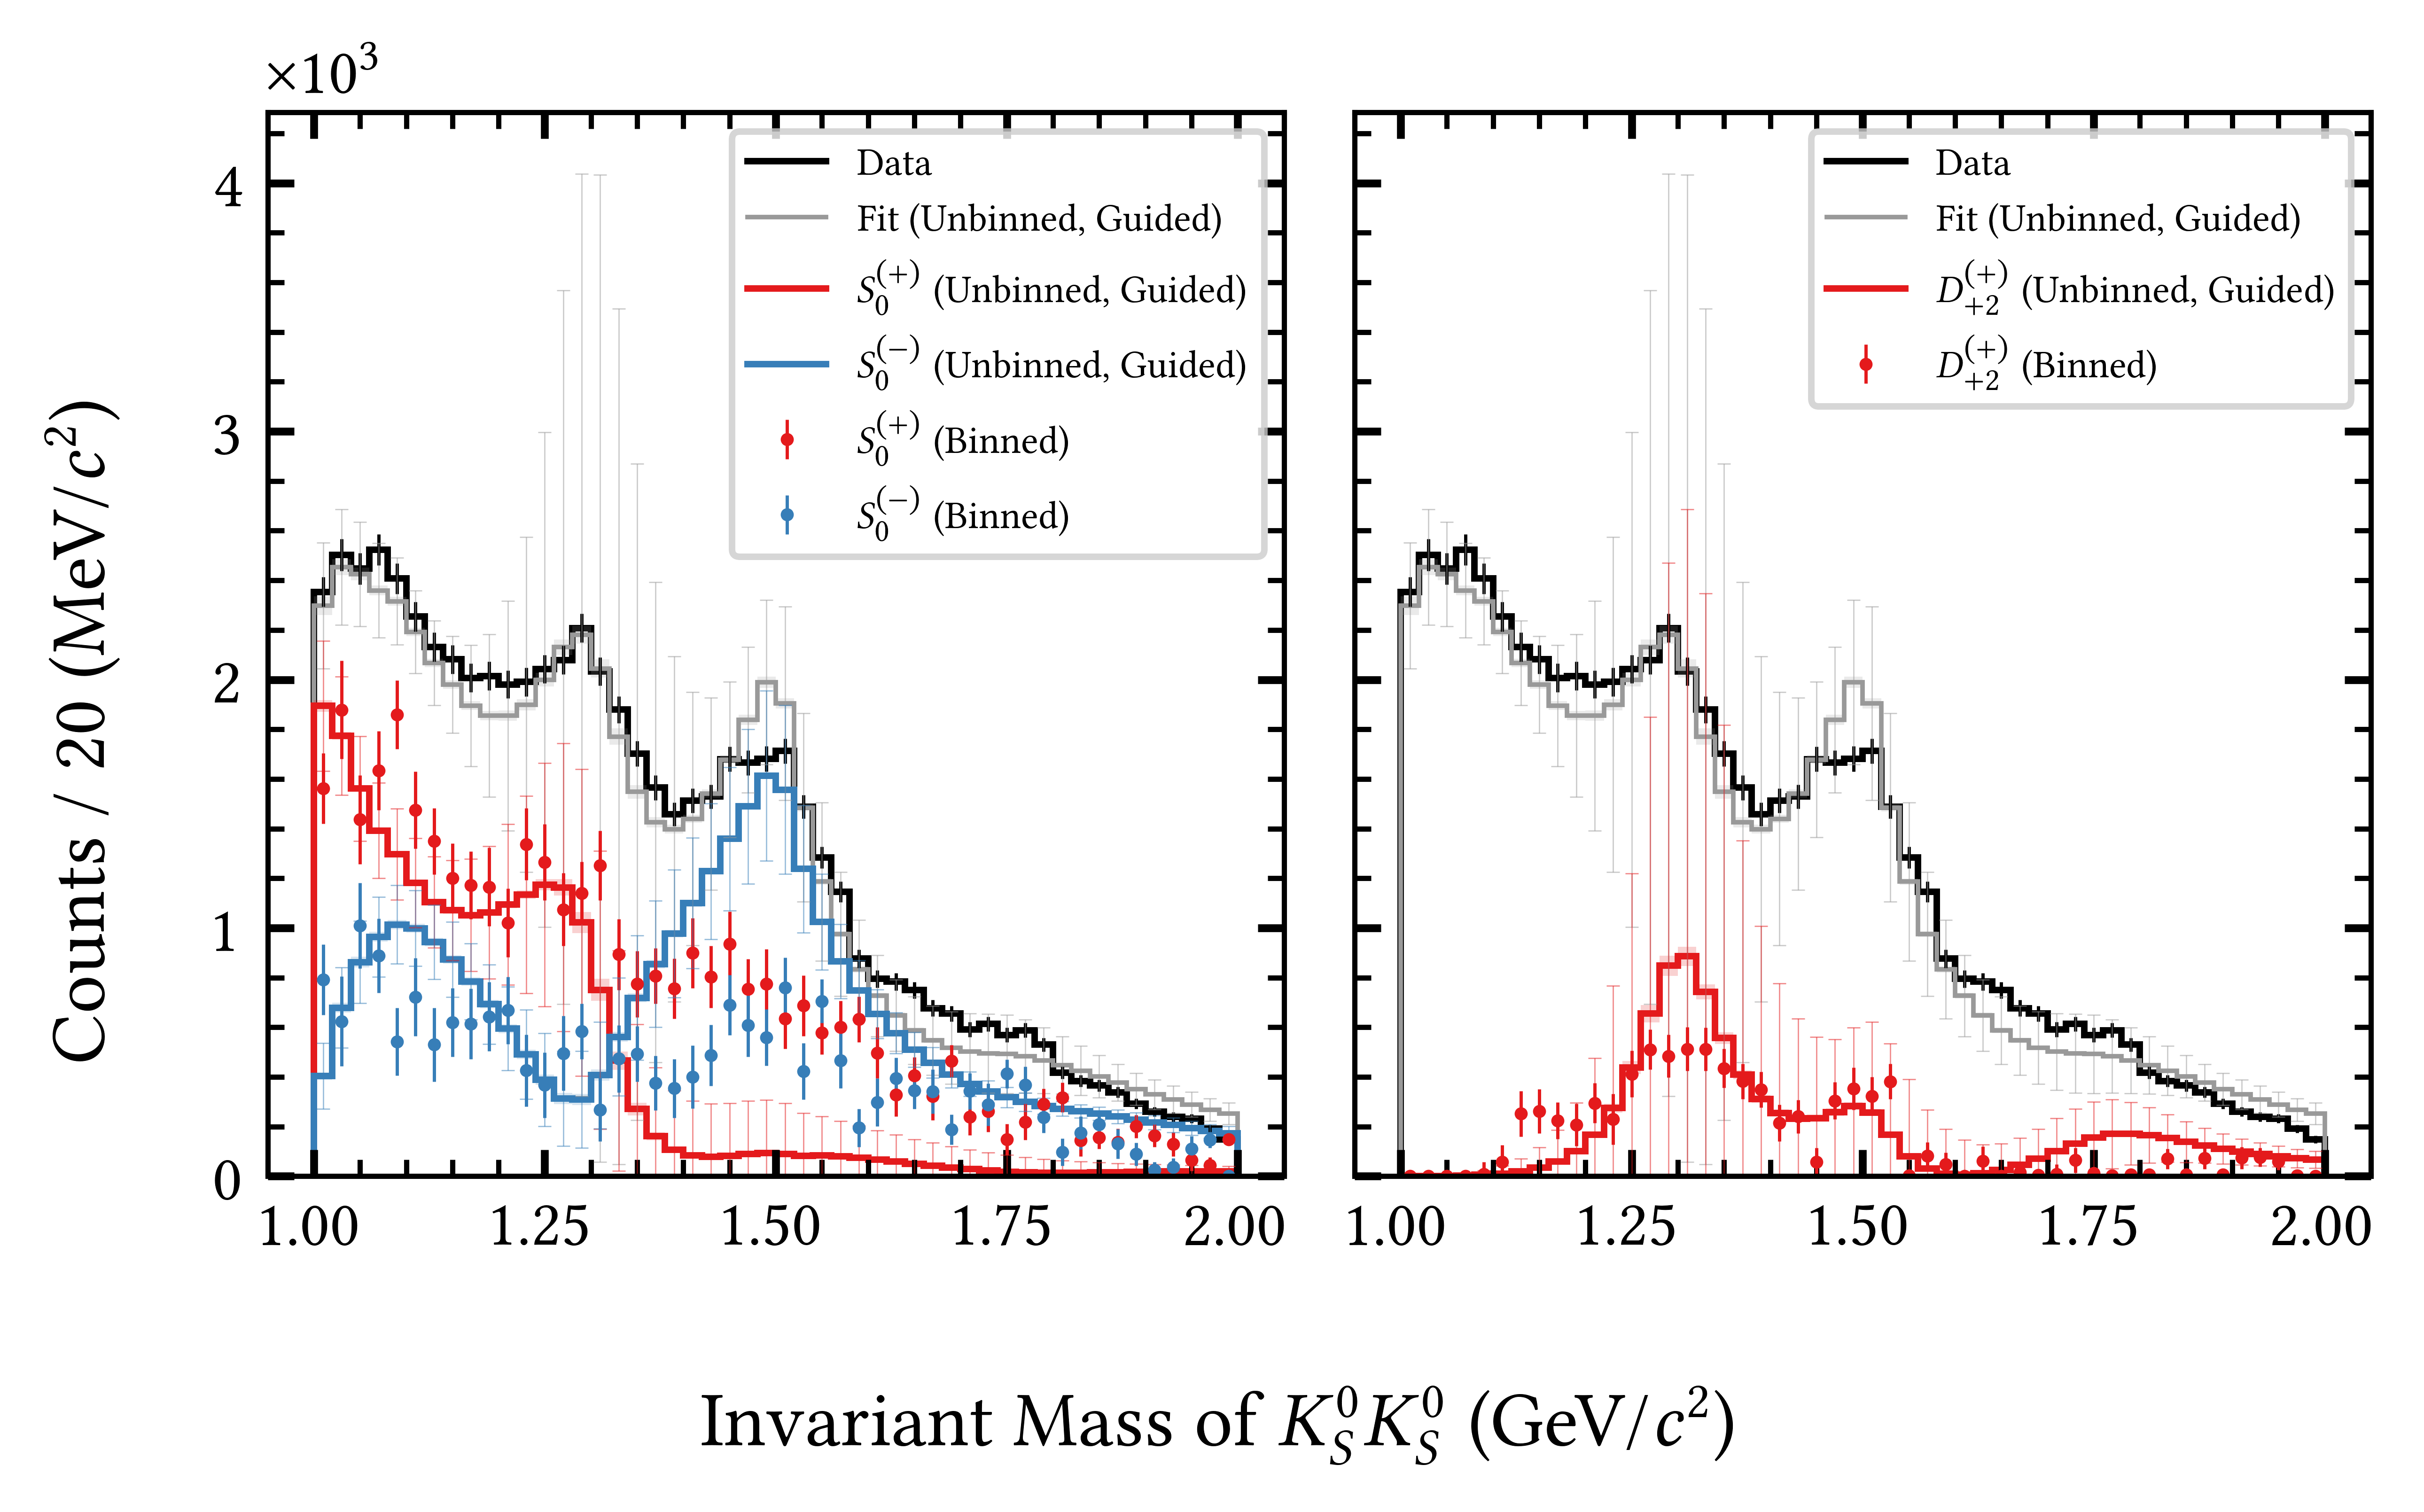 ×10³
Counts / 20 (MeV/c²)
4
3
2
1
0
Data
Fit (Unbinned, Guided)
S₀⁽⁺⁾ (Unbinned, Guided)
S₀⁽⁻⁾ (Unbinned, Guided)
S₀⁽⁺⁾ (Binned)
S₀⁽⁻⁾ (Binned)
1.00 1.25 1.50 1.75 2.00
Data
Fit (Unbinned, Guided)
D₊₂⁽⁺⁾ (Unbinned, Guided)
D₊₂⁽⁺⁾ (Binned)
1.00 1.25 1.50 1.75 2.00
Invariant Mass of K_S⁰K_S⁰ (GeV/c²)